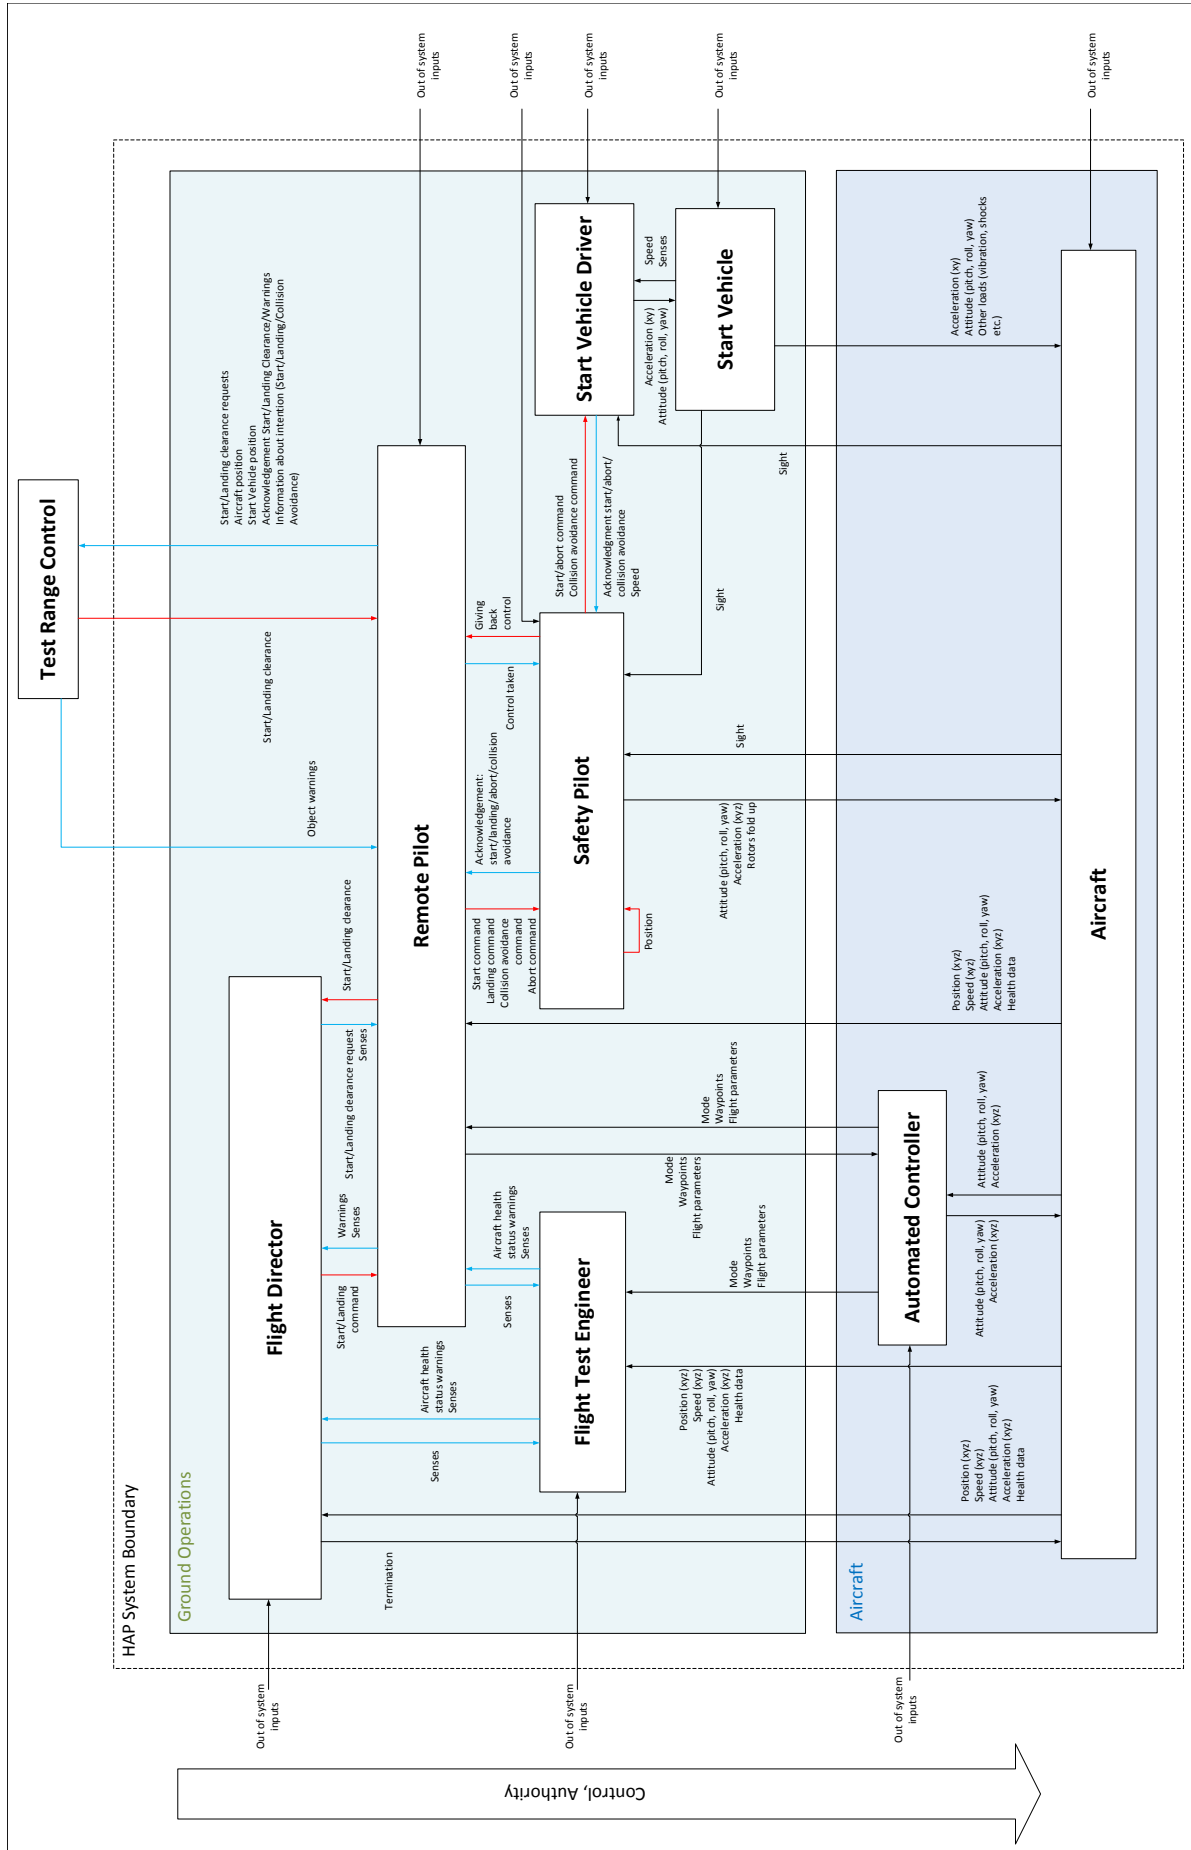 Test Range Control
Start/Landing clearance requests
Aircraft position
Start Vehicle position
Acknowledgement Start/Landing Clearance/Warnings
Information about intention (Start/Landing/Collision
Avoidance)
Start/Landing clearance
Object warnings
HAP System Boundary
Ground Operations
Out of system
inputs
Flight Director
Out of system
inputs
Start/Landing
command
Warnings
Senses
Start/Landing clearance request
Senses
Start/Landing clearance
Remote Pilot
Out of system
inputs
Termination
Senses
Aircraft health
status warnings
Senses
Senses
Aircraft health
status warnings
Senses
Start command
Landing command
Collision avoidance
command
Abort command
Acknowledgement:
start/landing/abort/collision
avoidance
Control taken
Giving
back
control
Out of system
inputs
Out of system
inputs
Flight Test Engineer
Out of system
inputs
Safety Pilot
Position
Start/abort command
Collision avoidance command
Acknowledgment start/abort/
collision avoidance
Speed
Start Vehicle Driver
Acceleration (xy)
Attitude (pitch, roll, yaw)
Speed
Senses
Start Vehicle
Out of system
inputs
Sight
Sight
Sight
Position (xyz)
Speed (xyz)
Attitude (pitch, roll, yaw)
Acceleration (xyz)
Health data
Mode
Waypoints
Flight parameters
Mode
Waypoints
Flight parameters
Mode
Waypoints
Flight parameters
Attitude (pitch, roll, yaw)
Acceleration (xyz)
Rotors fold up
Aircraft
Out of system
inputs
Automated Controller
Position (xyz)
Speed (xyz)
Attitude (pitch, roll, yaw)
Acceleration (xyz)
Health data
Attitude (pitch, roll, yaw)
Acceleration (xyz)
Attitude (pitch, roll, yaw)
Acceleration (xyz)
Position (xyz)
Speed (xyz)
Attitude (pitch, roll, yaw)
Acceleration (xyz)
Health data
Acceleration (xy)
Attitude (pitch, roll, yaw)
Other loads (vibration, shocks
etc.)
Aircraft
Out of system
inputs
Control, Authority